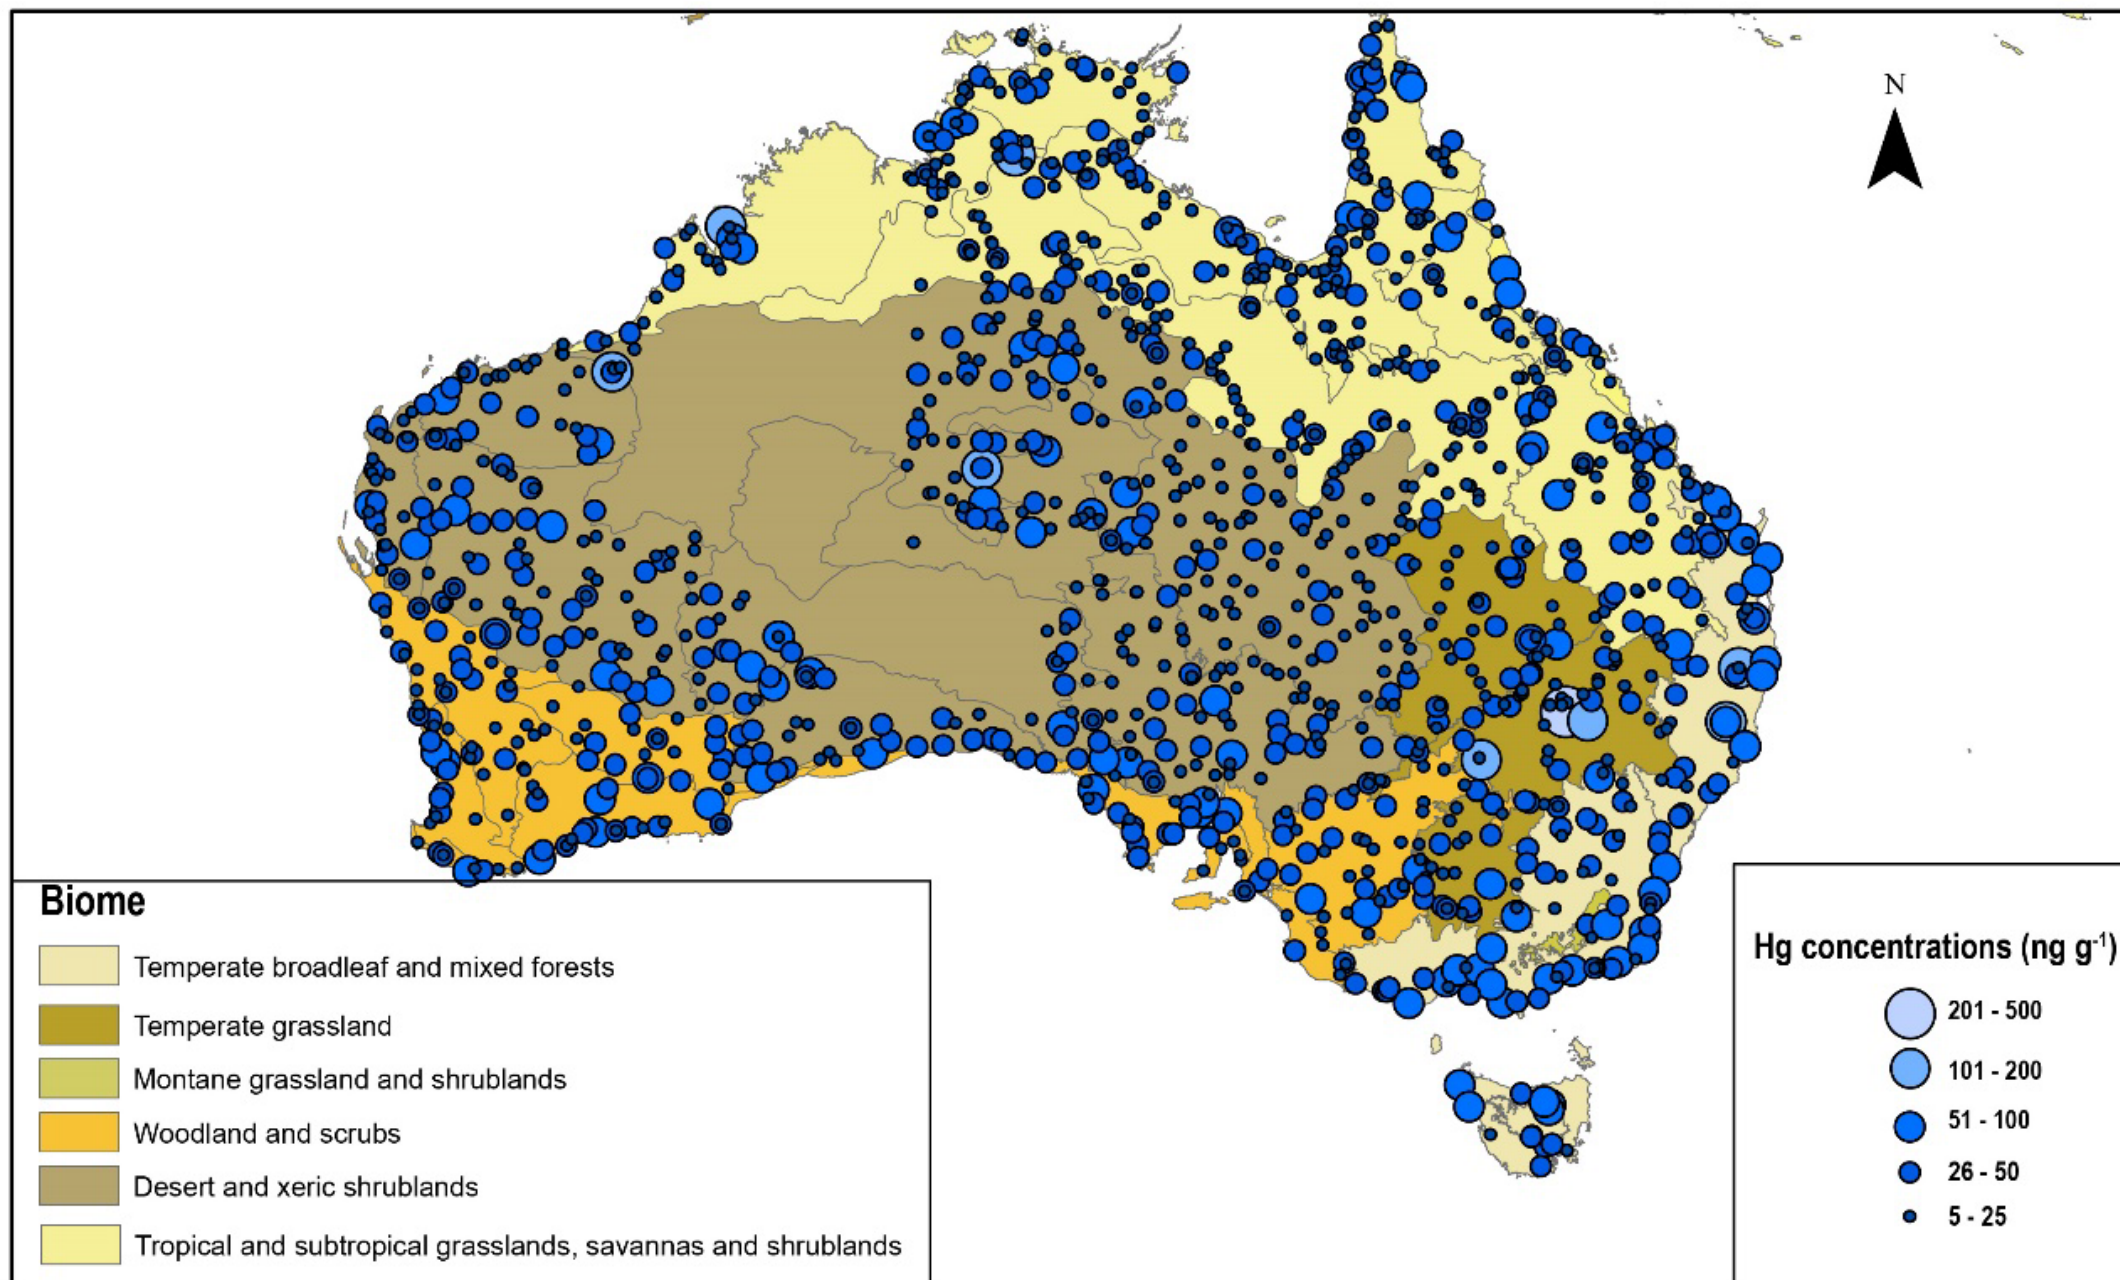 N
Biome
Temperate broadleaf and mixed forests
Temperate grassland
Montane grassland and shrublands
Woodland and scrubs
Desert and xeric shrublands
Tropical and subtropical grasslands, savannas and shrublands
Hg concentrations (ng g⁻¹)
201 - 500
101 - 200
51 - 100
26 - 50
5 - 25